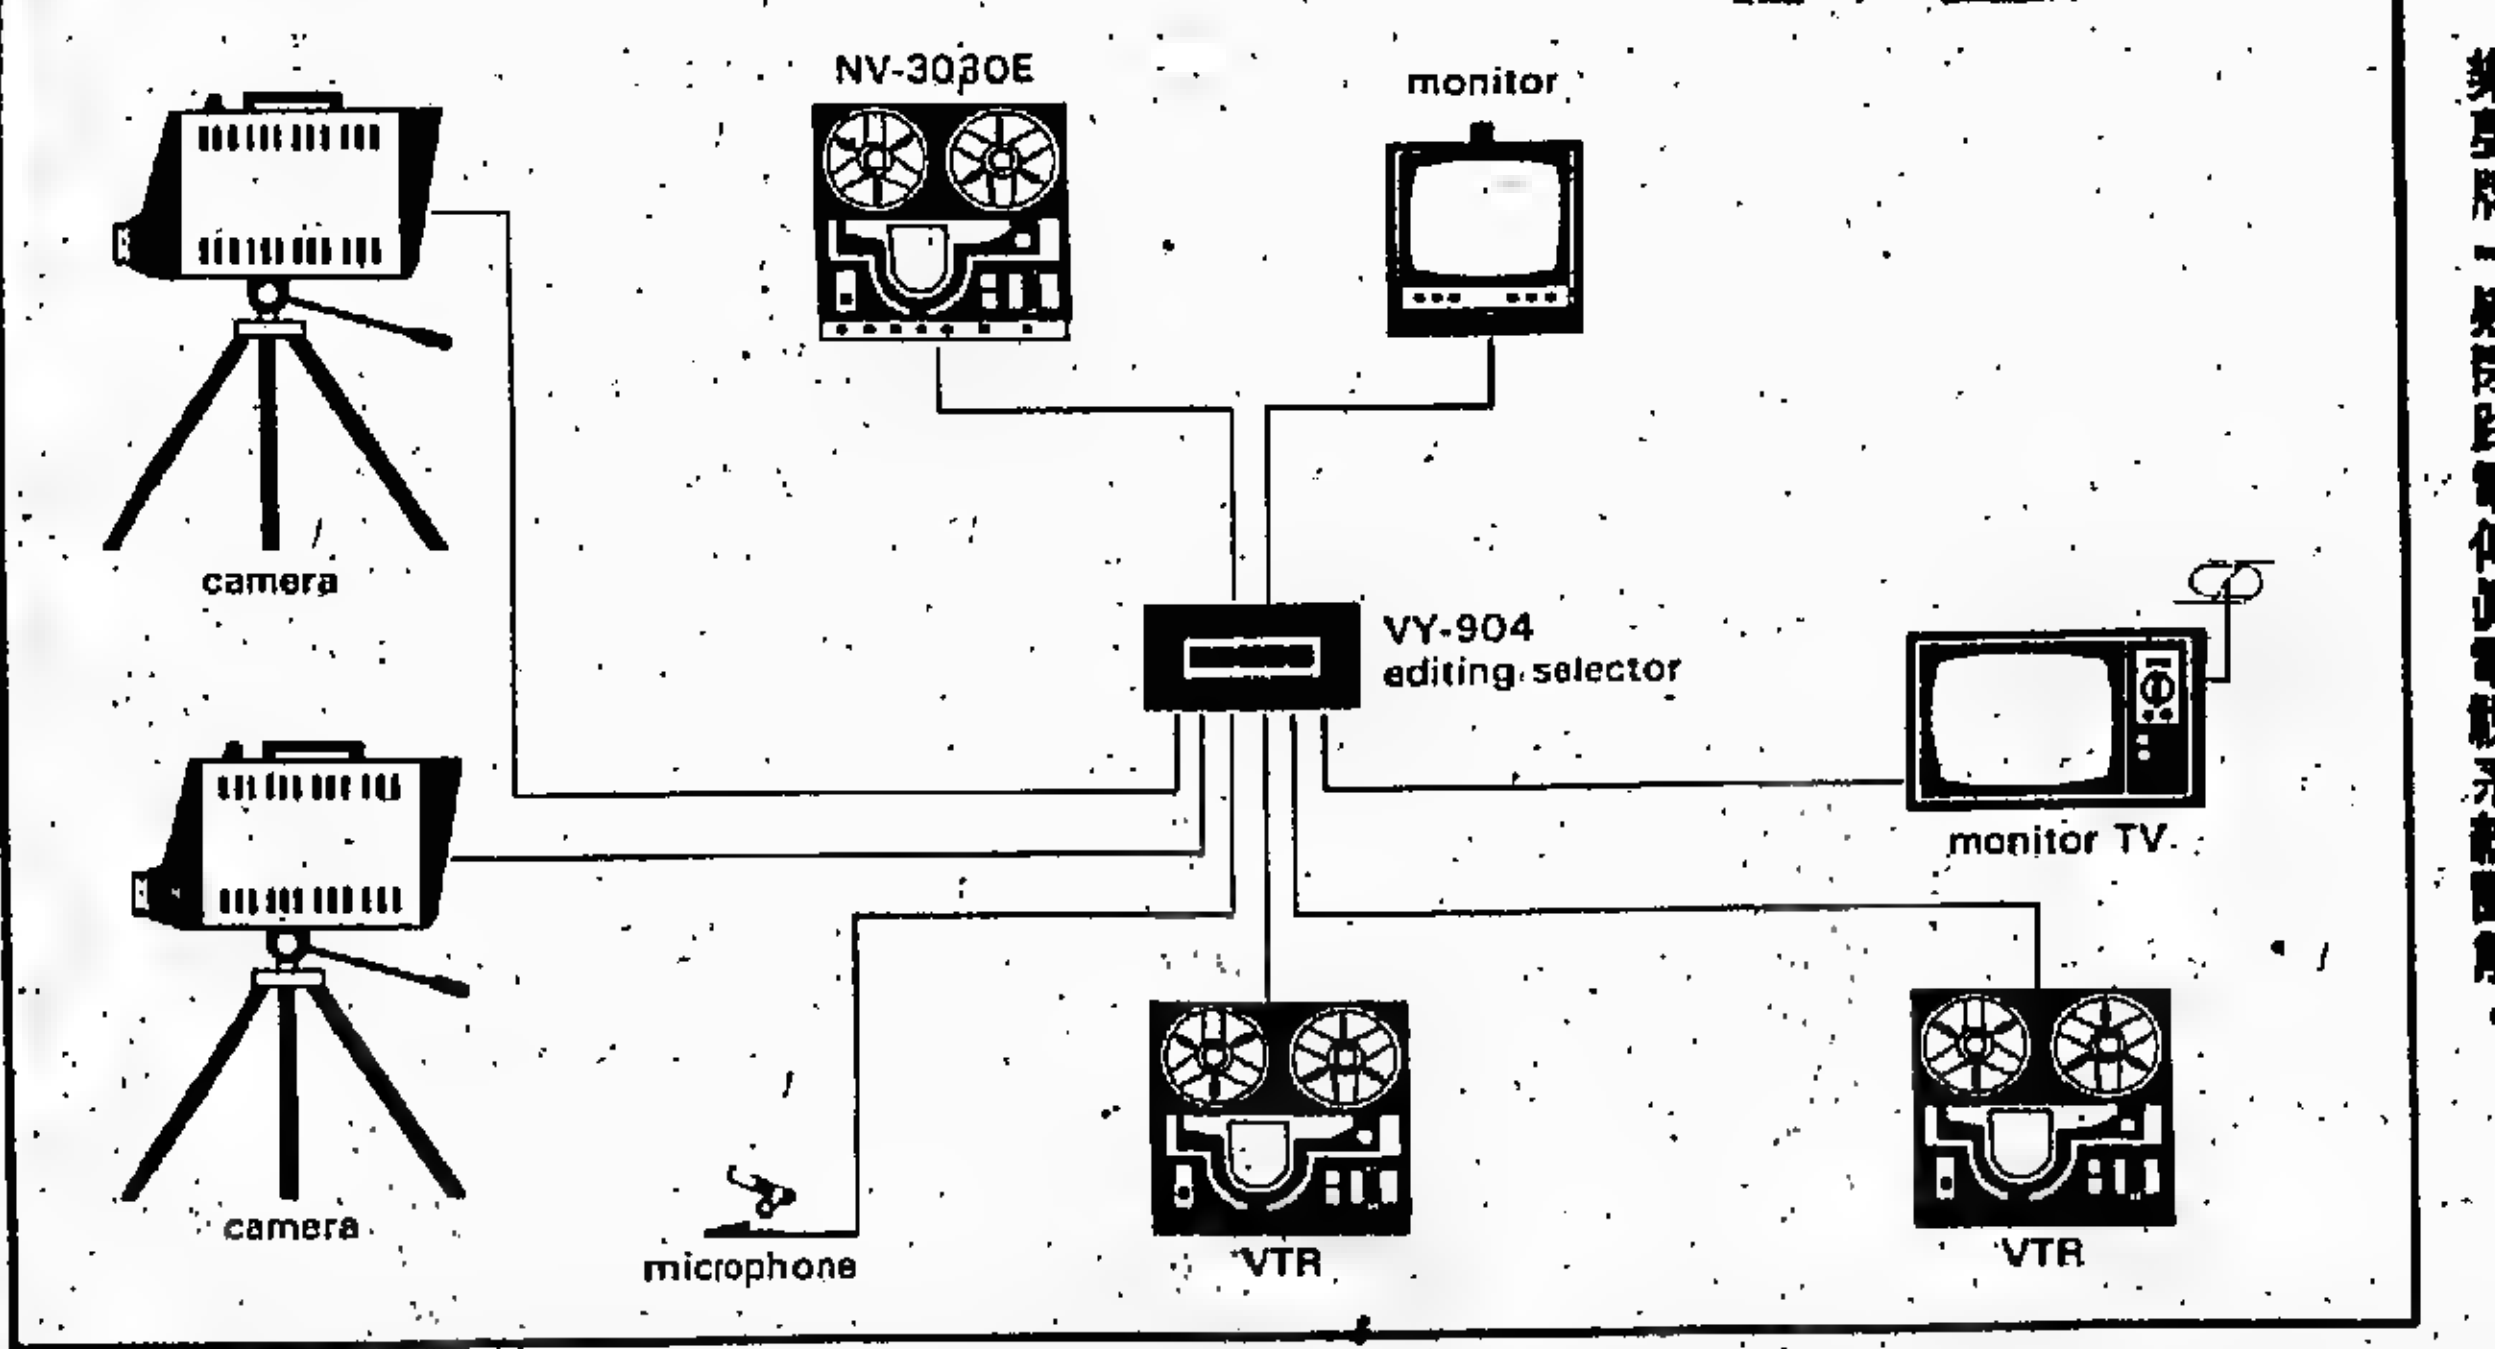 NV-3030E
monitor
camera
VY-904
editing selector
monitor TV
camera
microphone
VTR
VTR